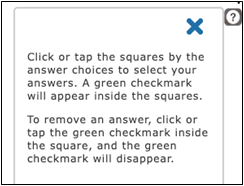 ?
Click or tap the squares by the
answer choices to select your
answers. A green checkmark
will appear inside the squares.
To remove an answer, click or
tap the green checkmark inside
the square, and the green
checkmark will disappear.